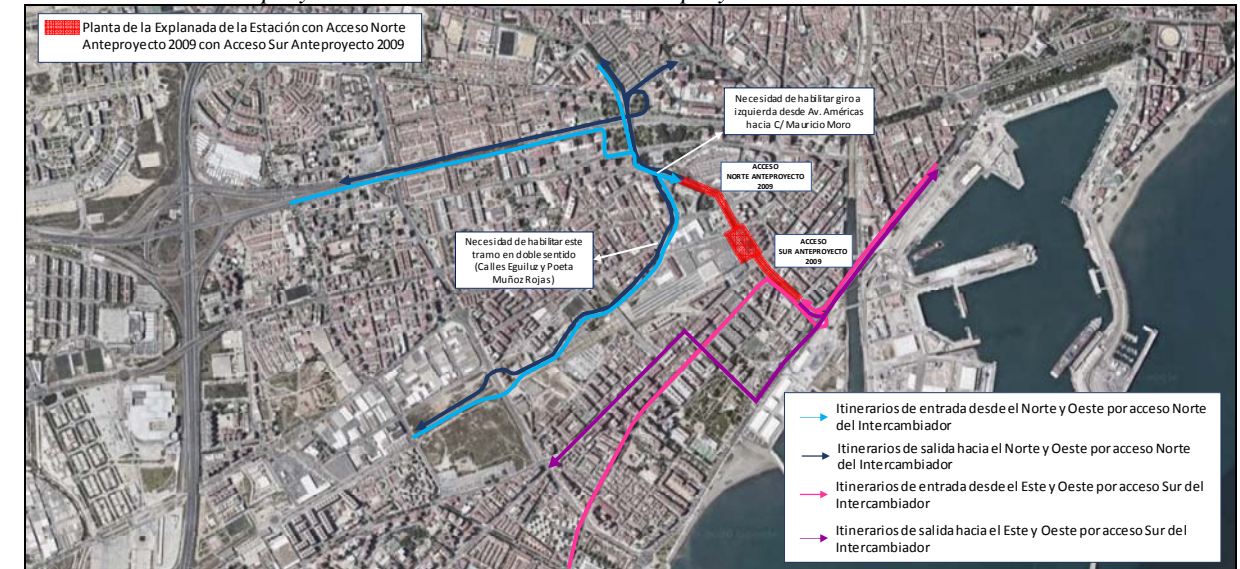 Planta de la Explanada de la Estación con Acceso Norte
Anteproyecto 2009 con Acceso Sur Anteproyecto 2009
Necesidad de habilitar giro a
izquierda desde Av. Américas
hacia C/ Mauricio Moro
ACCESO
NORTE ANTEPROYECTO
2009
Necesidad de habilitar este
tramo en doble sentido
(Calles Eguiluz y Poeta
Muñoz Rojas)
ACCESO
SUR ANTEPROYECTO
2009
Itinerarios de entrada desde el Norte y Oeste por acceso Norte
del Intercambiador
Itinerarios de salida hacia el Norte y Oeste por acceso Norte
del Intercambiador
Itinerarios de entrada desde el Este y Oeste por acceso Sur del
Intercambiador
Itinerarios de salida hacia el Este y Oeste por acceso Sur del
Intercambiador